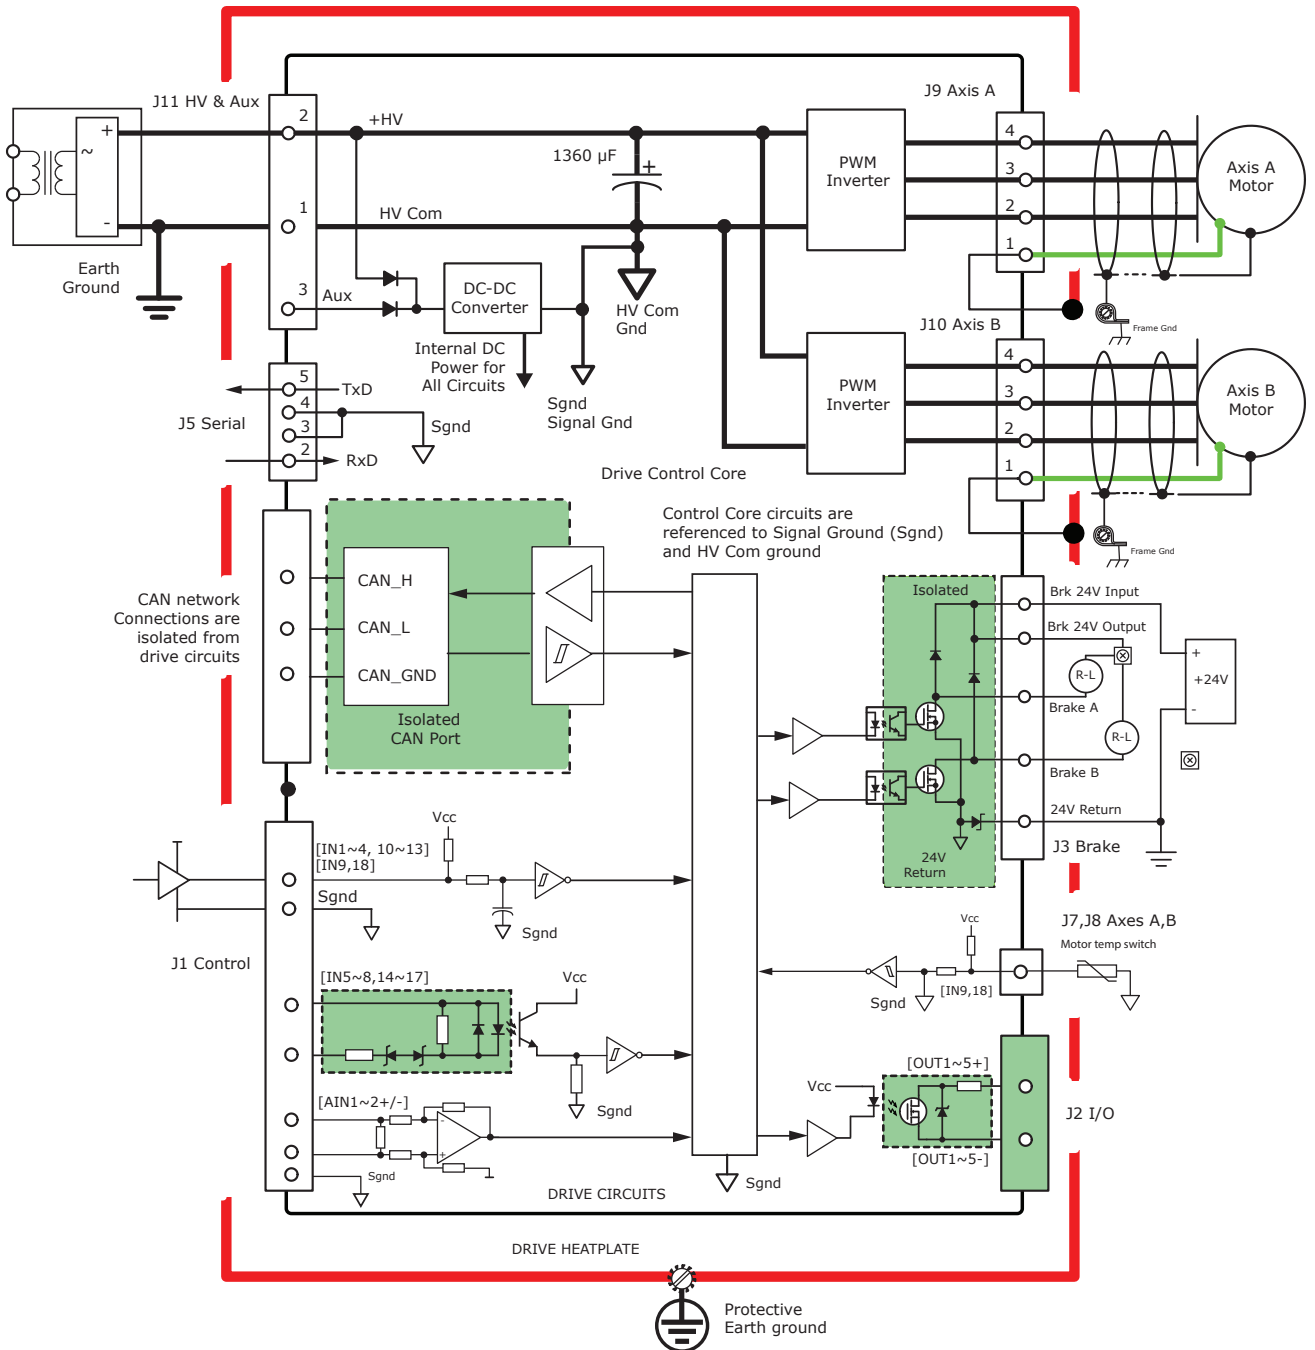 J11 HV & Aux
2
+HV
J9 Axis A
+
~
-
1360 µF
+
PWM
Inverter
4
3
2
1
Axis A
Motor
1
HV Com
Earth
Ground
3
Aux
DC-DC
Converter
HV Com
Gnd
Internal DC
Power for
All Circuits
Sgnd
Signal Gnd
Frame Gnd
J10 Axis B
PWM
Inverter
4
3
2
1
Axis B
Motor
Frame Gnd
J5 Serial
5
4
3
2
TxD
Sgnd
RxD
Drive Control Core
Control Core circuits are
referenced to Signal Ground (Sgnd)
and HV Com ground
CAN network
Connections are
isolated from
drive circuits
CAN_H
CAN_L
CAN_GND
Isolated
CAN Port
Isolated
Brk 24V Input
Brk 24V Output
R-L
+
+24V
-
Brake A
R-L
Brake B
24V Return
24V
Return
J3 Brake
Vcc
[IN1~4, 10~13]
[IN9,18]
Sgnd
Sgnd
J1 Control
Vcc
J7,J8 Axes A,B
Motor temp switch
Sgnd
[IN9,18]
[IN5~8,14~17]
Vcc
Sgnd
[AIN1~2+/-]
-
+
Sgnd
[OUT1~5+]
Vcc
J2 I/O
[OUT1~5-]
Sgnd
DRIVE CIRCUITS
DRIVE HEATPLATE
Protective
Earth ground